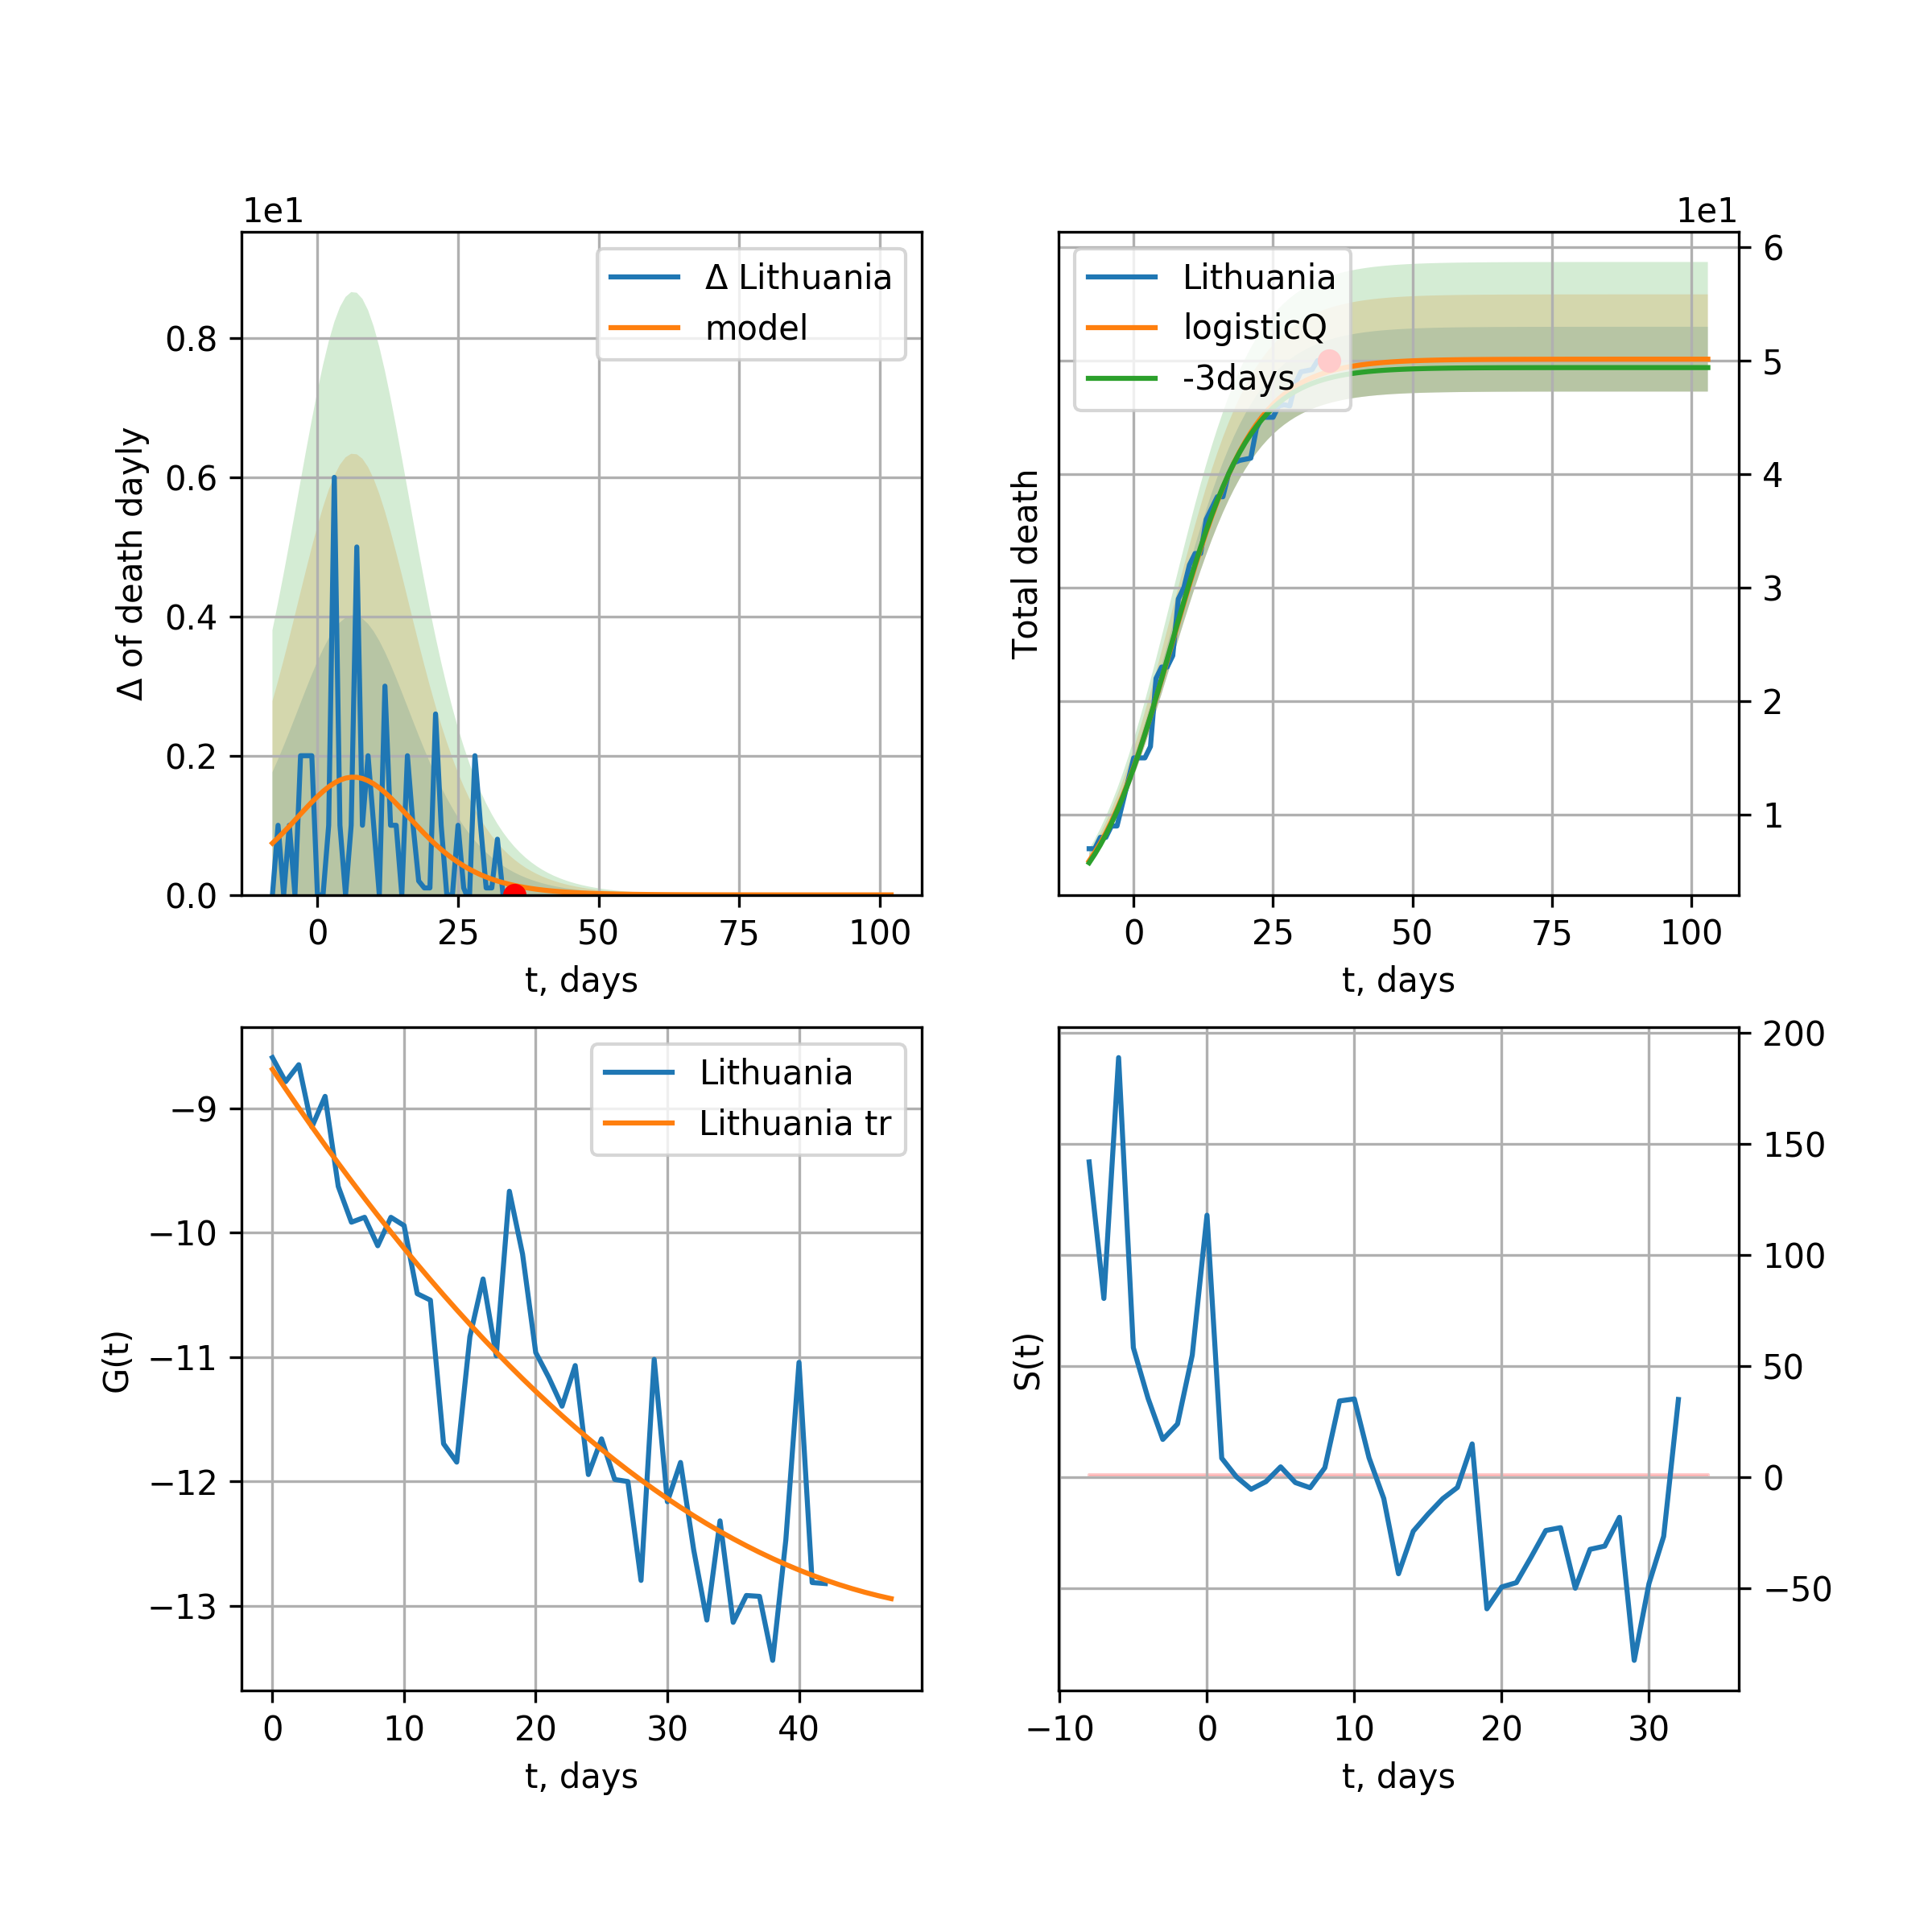 1e1
Δ of death dayly
0.8
0.6
0.4
0.2
0.0
0 25 50 75 100
t, days
Δ Lithuania
model
1e1
Total death
6
5
4
3
2
1
0 25 50 75 100
t, days
Lithuania
logisticQ
-3days
G(t)
−9
−10
−11
−12
−13
0 10 20 30 40
t, days
Lithuania
Lithuania tr
S(t)
200
150
100
50
0
−50
−10 0 10 20 30
t, days